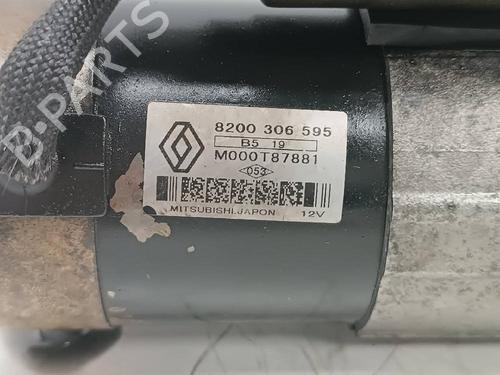 B-PARTS
8200 306 595
B5 19
M000T87881
053
MITSUBISHI.JAPON 12V